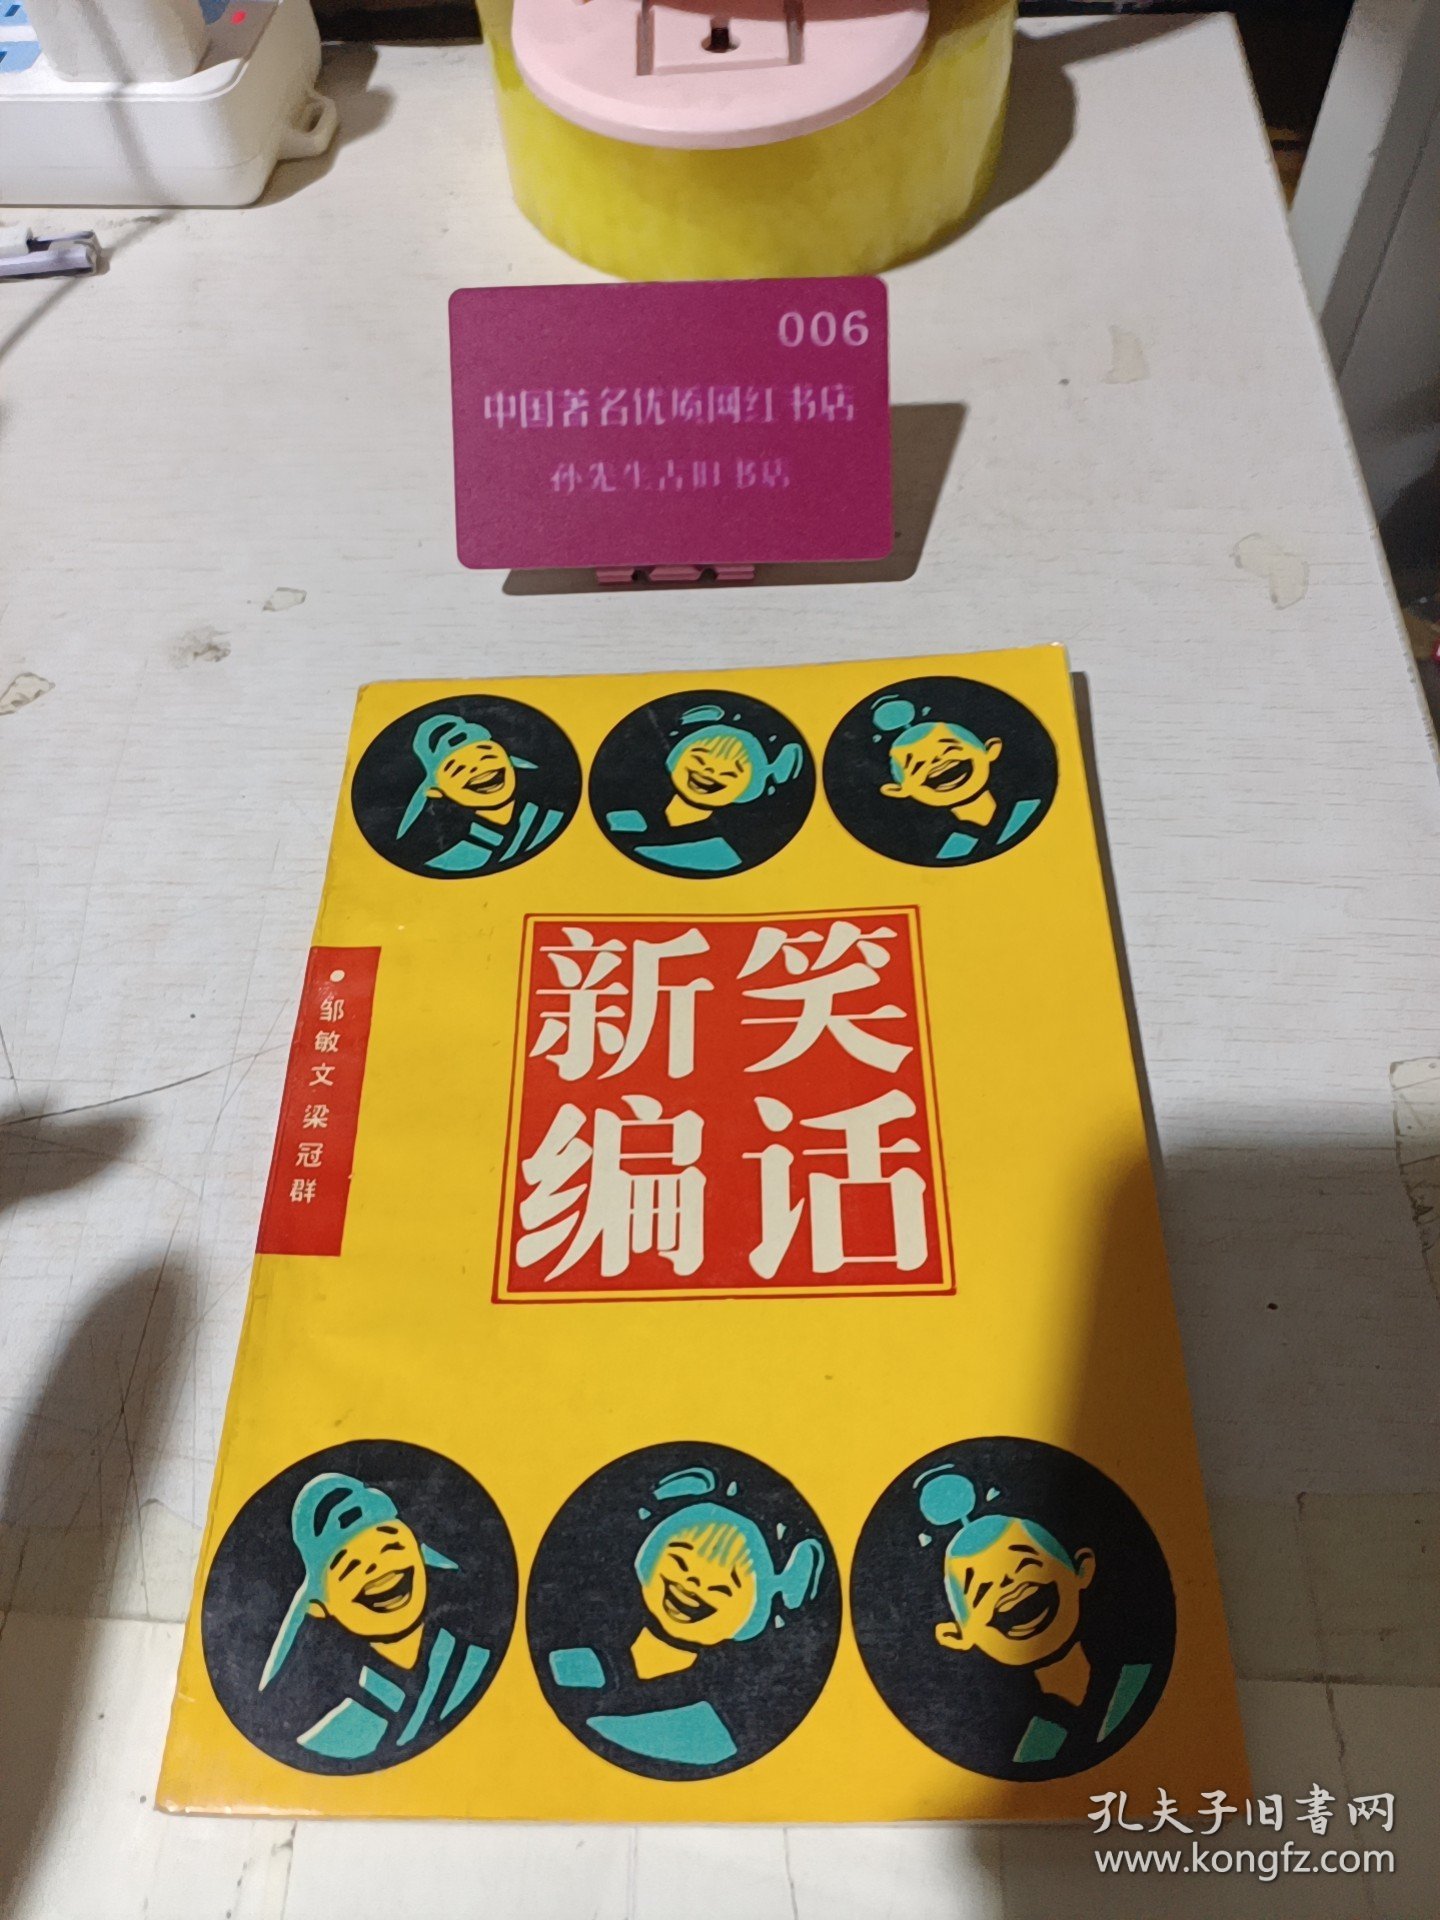 006
中国著名优质网红书店
孙先生古旧书店
笑话
新编
邹敏文 梁冠群
孔夫子旧書网
www.kongfz.com